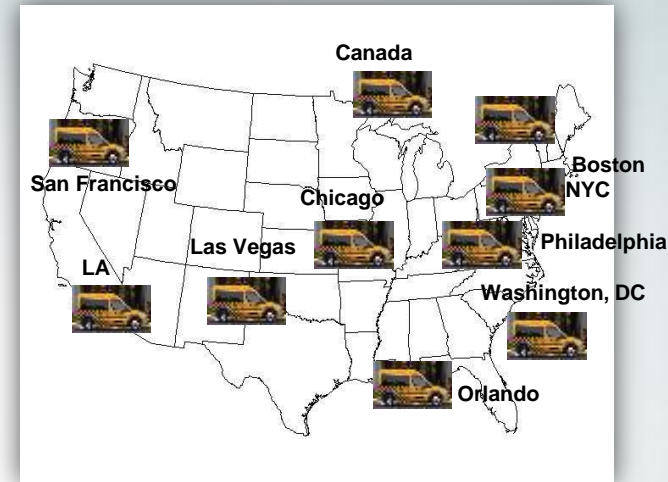 Canada
Boston
San Francisco
NYC
Chicago
Philadelphia
Las Vegas
LA
Washington, DC
Orlando